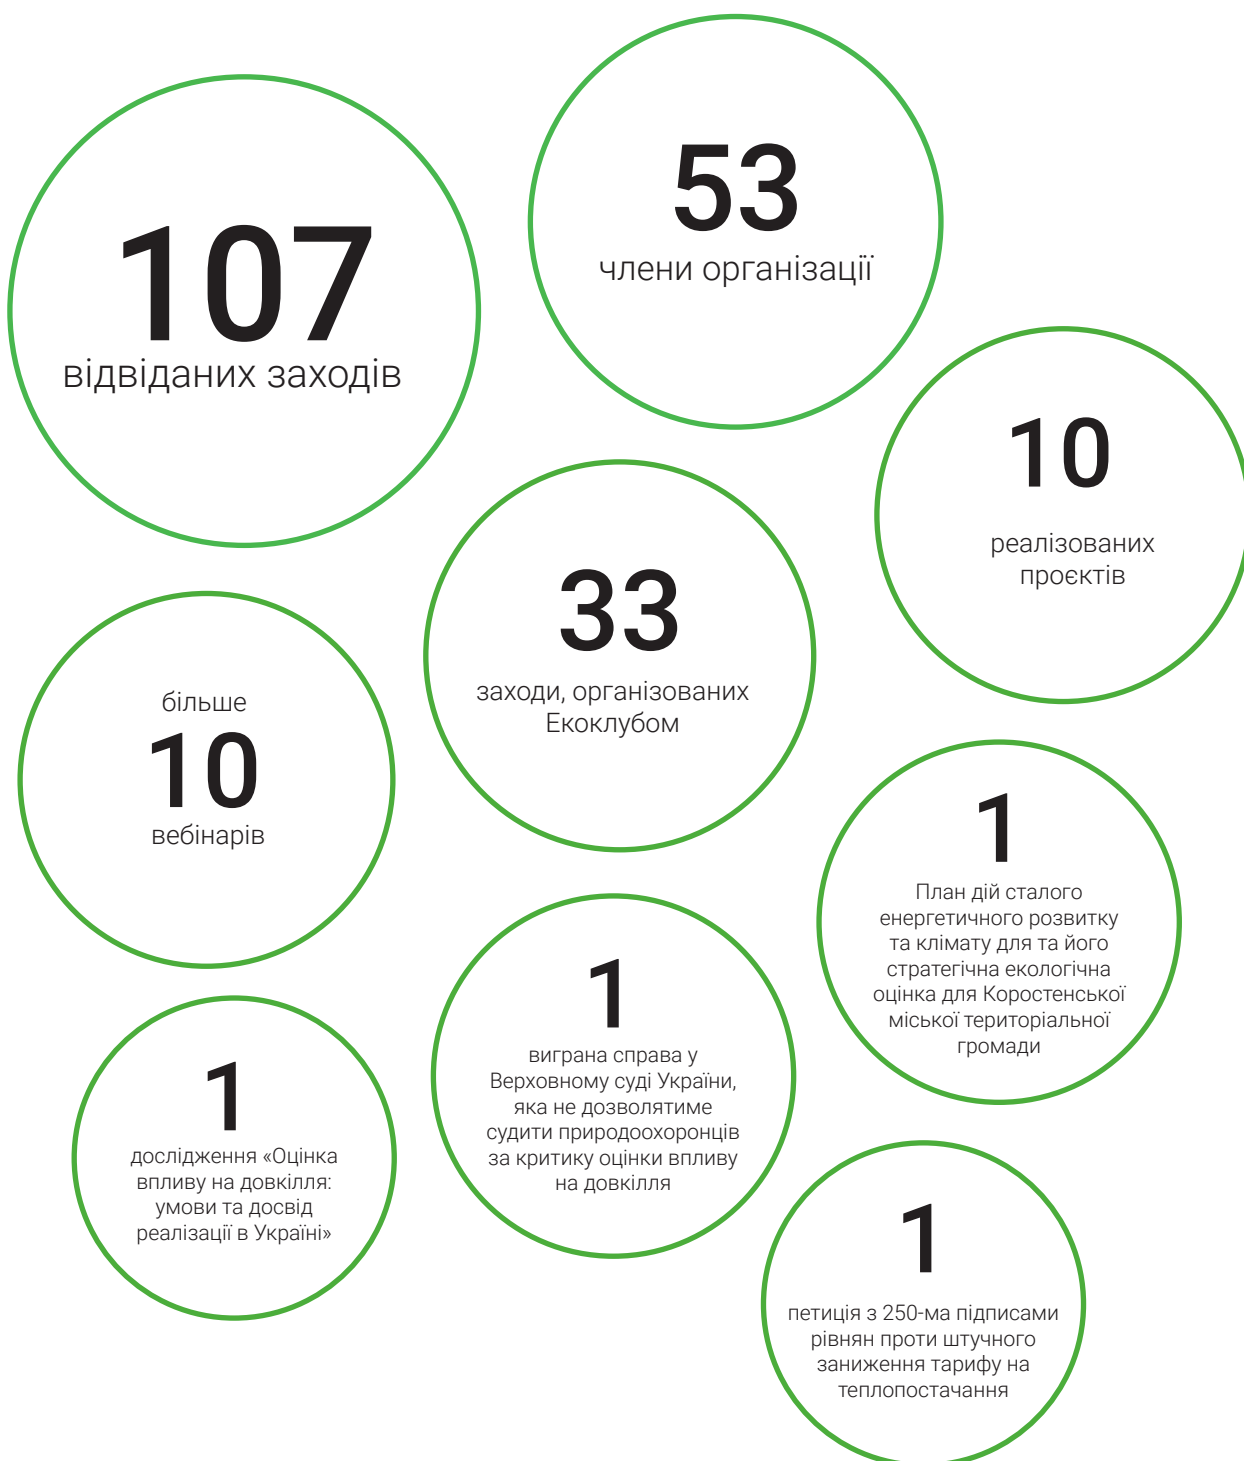 107
відвіданих заходів
53
члени організації
10
реалізованих
проєктів
33
заходи, організованих
Екоклубом
більше
10
вебінарів
1
План дій сталого
енергетичного розвитку
та клімату для та його
стратегічна екологічна
оцінка для Коростенської
міської територіальної
громади
1
виграна справа у
Верховному суді України,
яка не дозволятиме
судити природоохоронців
за критику оцінки впливу
на довкілля
1
дослідження «Оцінка
впливу на довкілля:
умови та досвід
реалізації в Україні»
1
петиція з 250-ма підписами
рівнян проти штучного
заниження тарифу на
теплопостачання